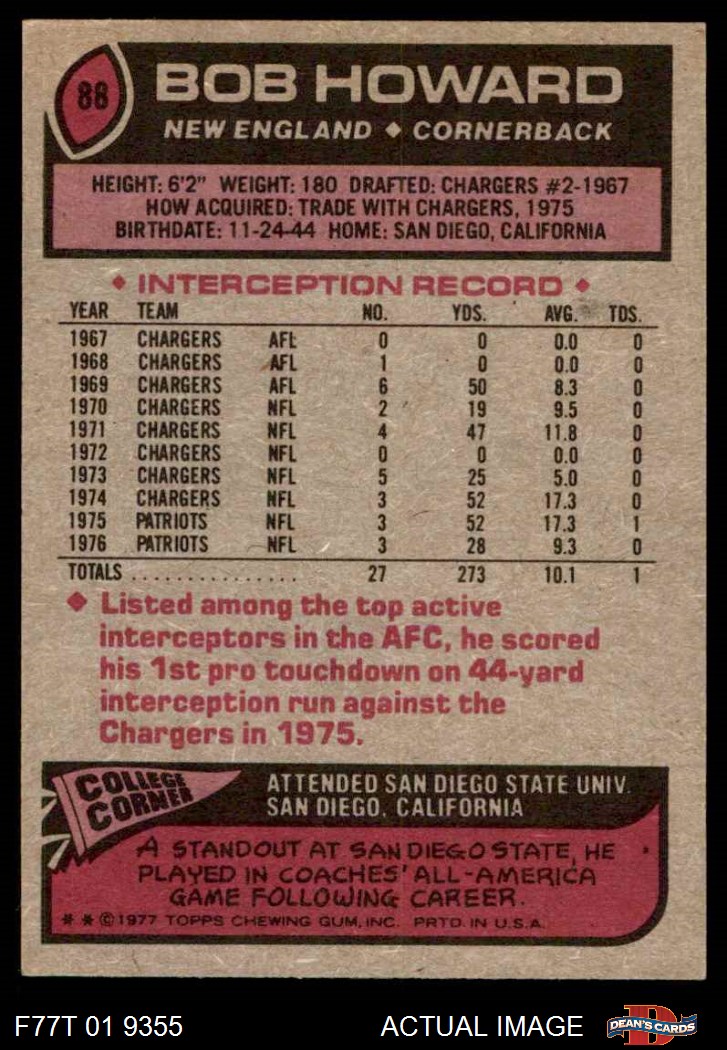 88
BOB HOWARD
NEW ENGLAND ♦ CORNERBACK
HEIGHT: 6'2" WEIGHT: 180 DRAFTED: CHARGERS #2-1967
HOW ACQUIRED: TRADE WITH CHARGERS, 1975
BIRTHDATE: 11-24-44 HOME: SAN DIEGO, CALIFORNIA
♦ INTERCEPTION RECORD ♦
YEAR TEAM NO. YDS. AVG. TDS.
1967 CHARGERS AFL 0 0 0.0 0
1968 CHARGERS AFL 1 0 0.0 0
1969 CHARGERS AFL 6 50 8.3 0
1970 CHARGERS NFL 2 19 9.5 0
1971 CHARGERS NFL 4 47 11.8 0
1972 CHARGERS NFL 0 0 0.0 0
1973 CHARGERS NFL 5 25 5.0 0
1974 CHARGERS NFL 3 52 17.3 0
1975 PATRIOTS NFL 3 52 17.3 1
1976 PATRIOTS NFL 3 28 9.3 0
TOTALS ................ 27 273 10.1 1
♦ Listed among the top active
interceptors in the AFC, he scored
his 1st pro touchdown on 44-yard
interception run against the
Chargers in 1975.
COLLEGE
CORNER
ATTENDED SAN DIEGO STATE UNIV.
SAN DIEGO, CALIFORNIA
A STANDOUT AT SAN DIEGO STATE, HE
PLAYED IN COACHES' ALL-AMERICA
GAME FOLLOWING CAREER.
* * © 1977 TOPPS CHEWING GUM, INC. PRTD. IN U.S.A.
F77T 01 9355 ACTUAL IMAGE
D
DEAN'S CARDS